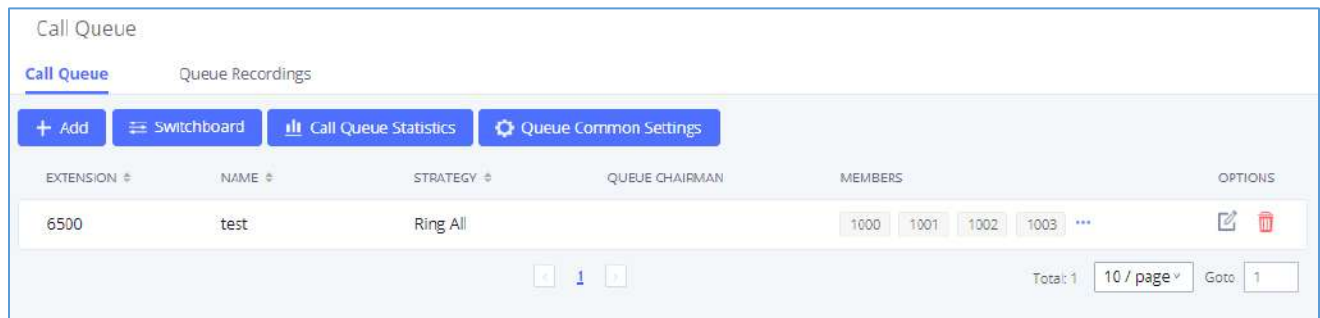 Call Queue
Call Queue Queue Recordings
+ Add Switchboard Call Queue Statistics Queue Common Settings
EXTENSION NAME STRATEGY QUEUE CHAIRMAN MEMBERS OPTIONS
6500 test Ring All 1000 1001 1002 1003 ...
< 1 > Total: 1 10 / page Goto 1